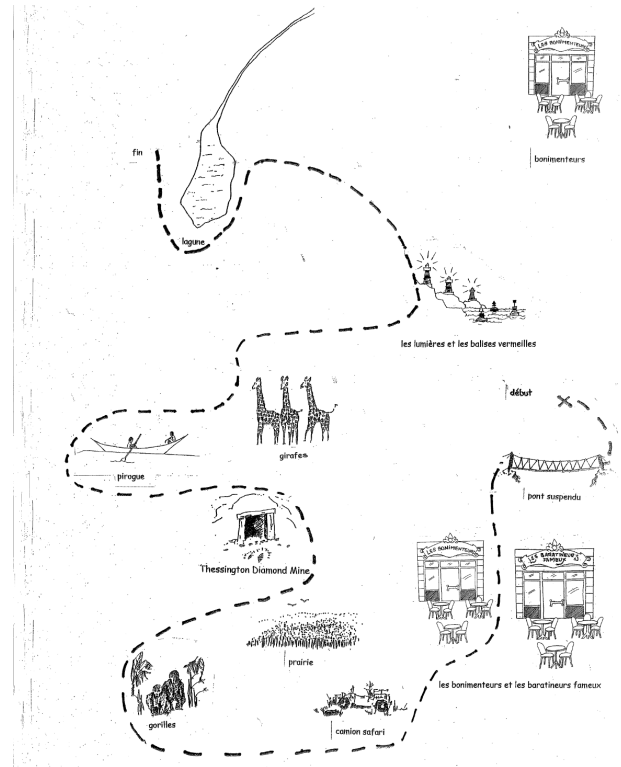 LES BONIMENTEURS
bonimenteurs
fin
lagune
les lumières et les balises vermeilles
début
girafes
pirogue
pont suspendu
Thessington Diamond Mine
LES BONIMENTEURS
LES BARATINEURS
FAMEUX
prairie
les bonimenteurs et les baratineurs fameux
gorilles
camion safari